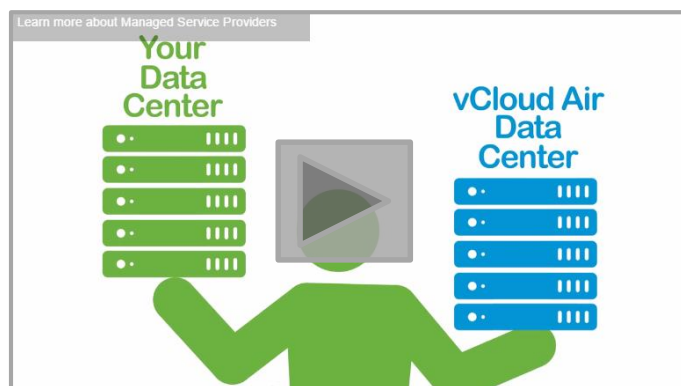 Learn more about Managed Service Providers
Your
Data
Center
vCloud Air
Data
Center